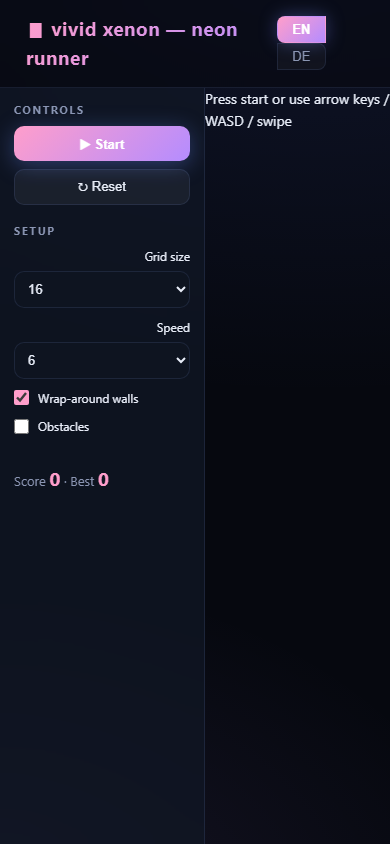 vivid xenon — neon
runner
EN
DE
CONTROLS
▶ Start
↻ Reset
SETUP
Grid size
16
Speed
6
Wrap-around walls
Obstacles
Score 0 · Best 0
Press start or use arrow keys /
WASD / swipe